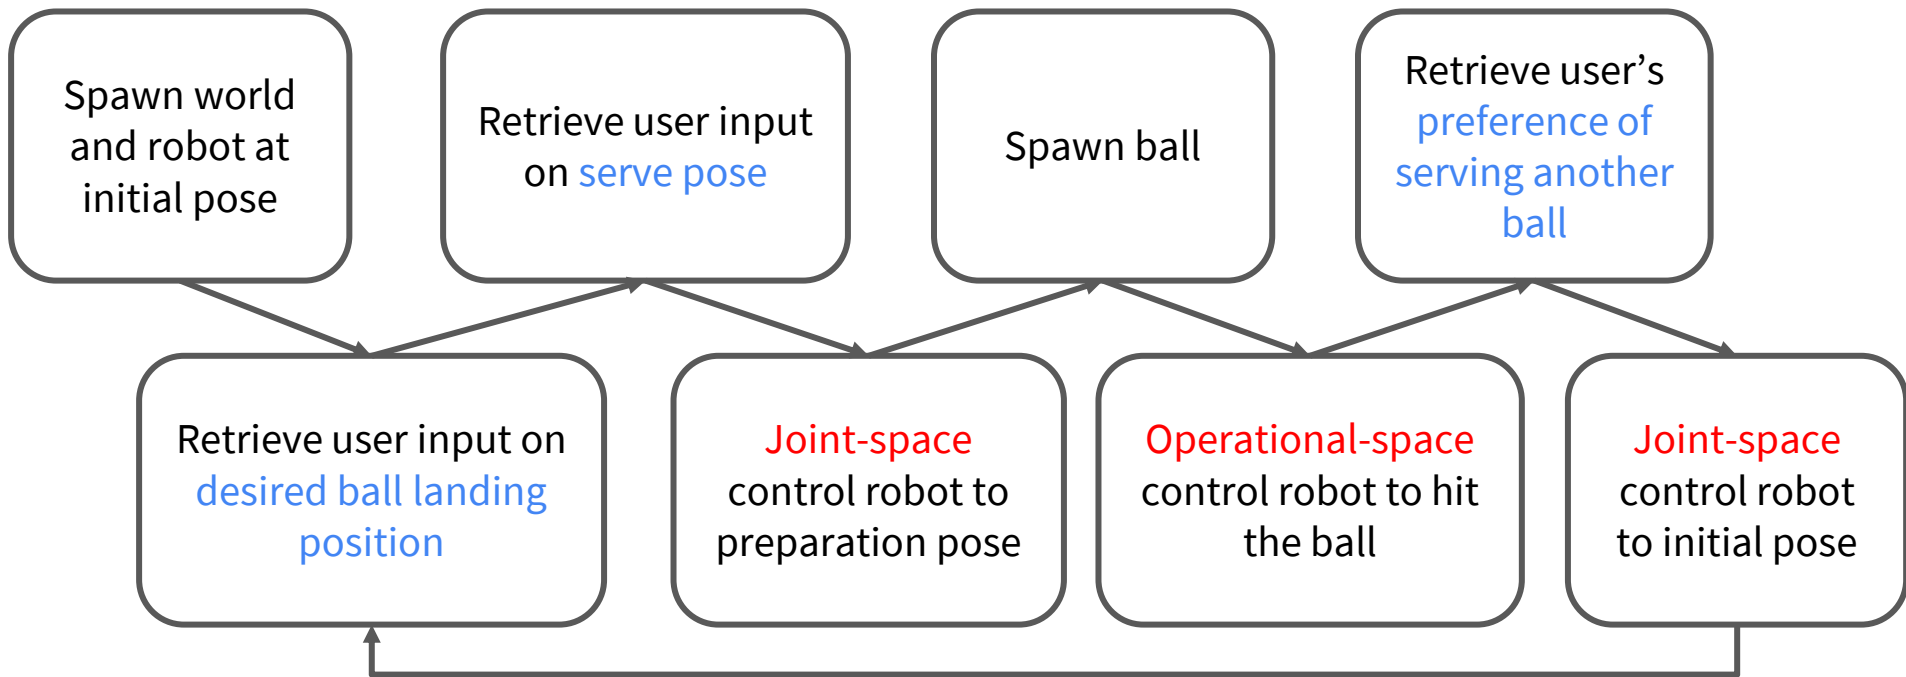 Spawn world
and robot at
initial pose
Retrieve user input
on serve pose
Spawn ball
Retrieve user’s
preference of
serving another
ball
Retrieve user input on
desired ball landing
position
Joint-space
control robot to
preparation pose
Operational-space
control robot to hit
the ball
Joint-space
control robot
to initial pose